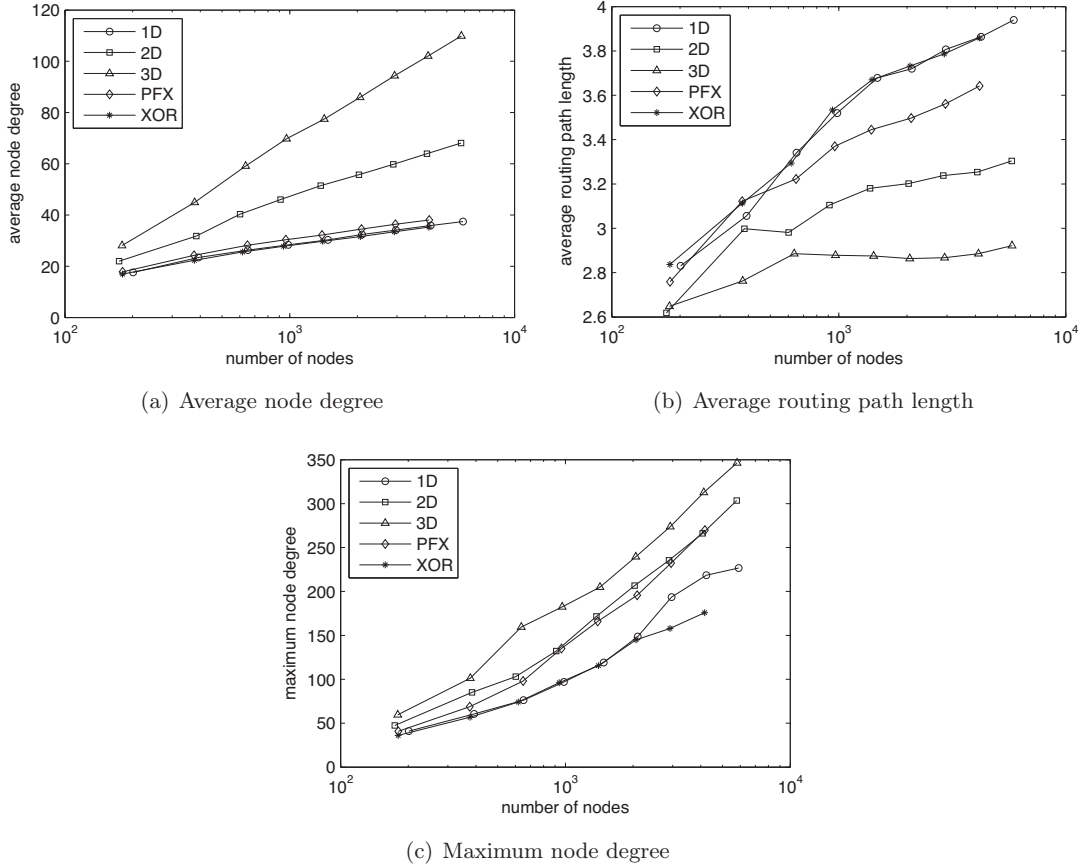 120
100
80
60
40
20
0
10^2
10^3
10^4
average node degree
number of nodes
1D
2D
3D
PFX
XOR
(a) Average node degree
4
3.8
3.6
3.4
3.2
3
2.8
2.6
10^2
10^3
10^4
average routing path length
number of nodes
1D
2D
3D
PFX
XOR
(b) Average routing path length
350
300
250
200
150
100
50
0
10^2
10^3
10^4
maximum node degree
number of nodes
1D
2D
3D
PFX
XOR
(c) Maximum node degree